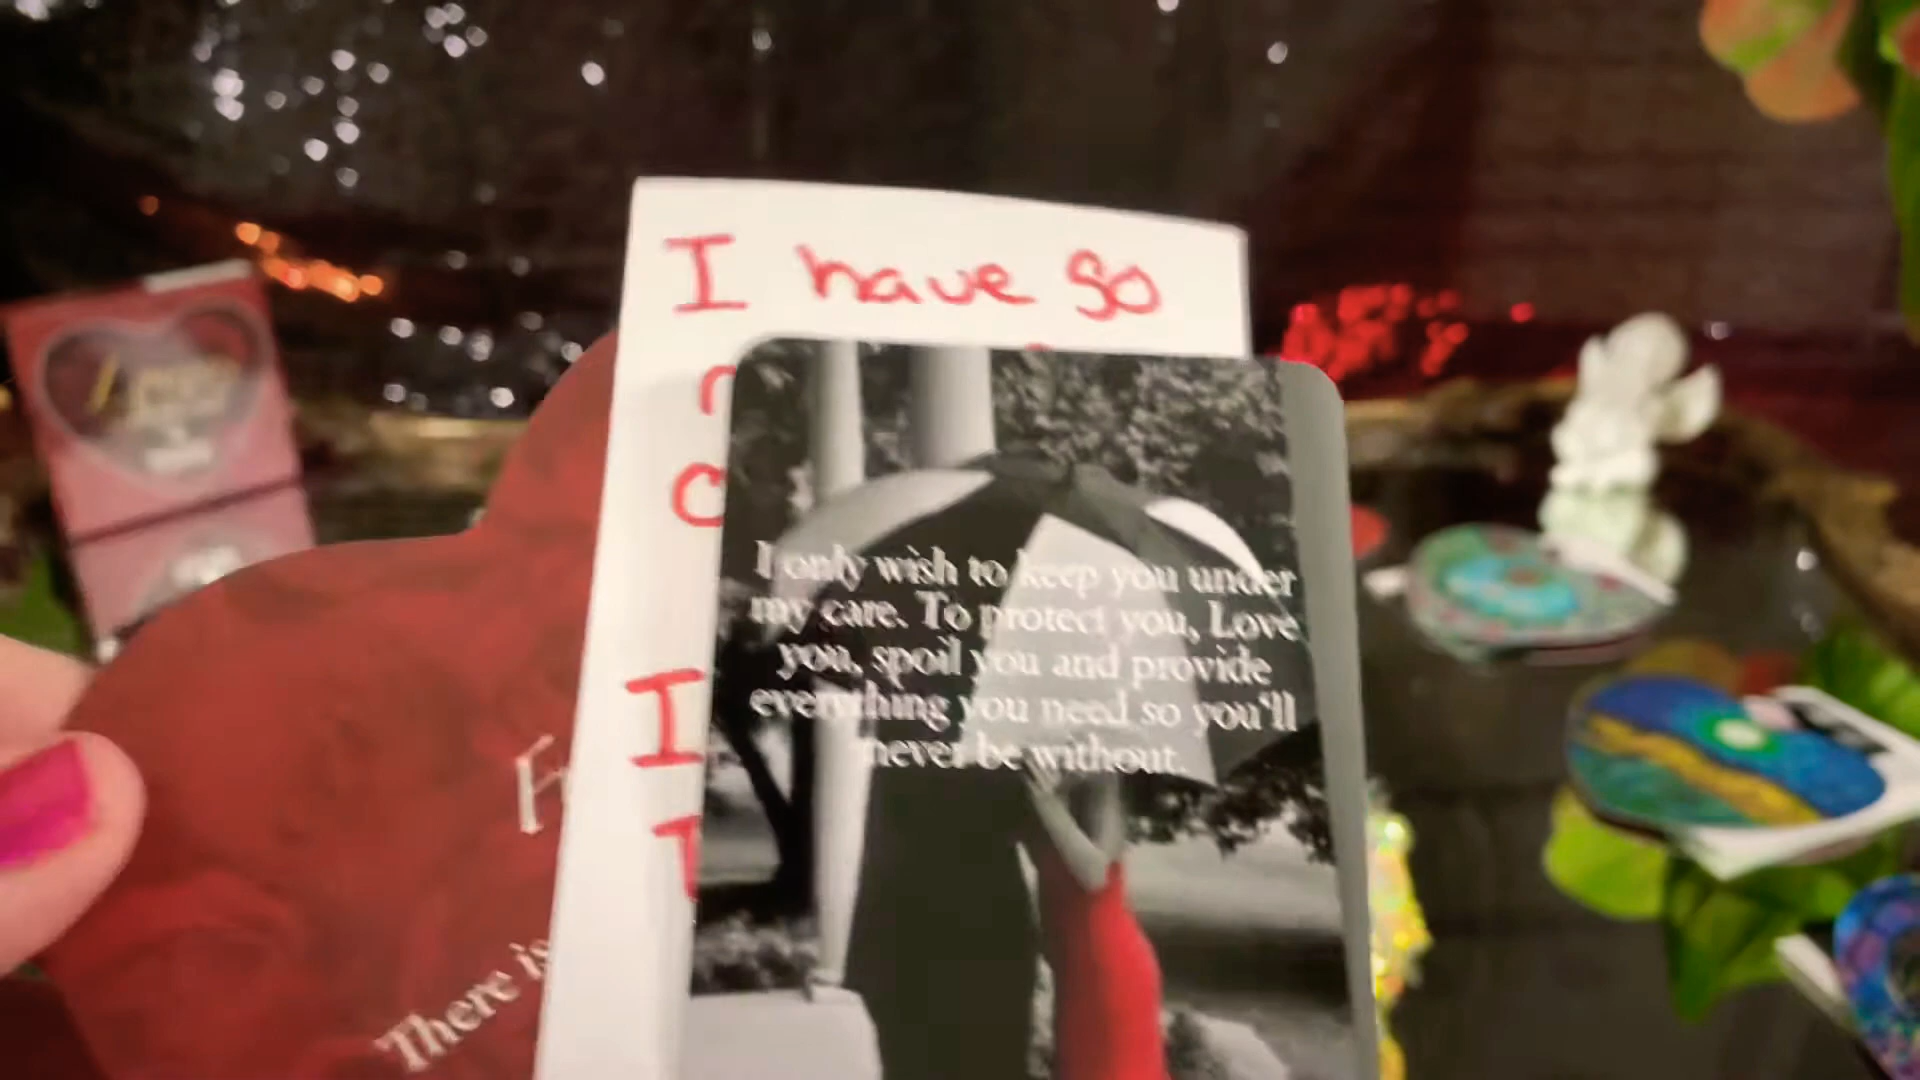 I have so
I
I only wish to keep you under
my care. To protect you, Love
you, spoil you and provide
everything you need so you'll
never be without.
There is